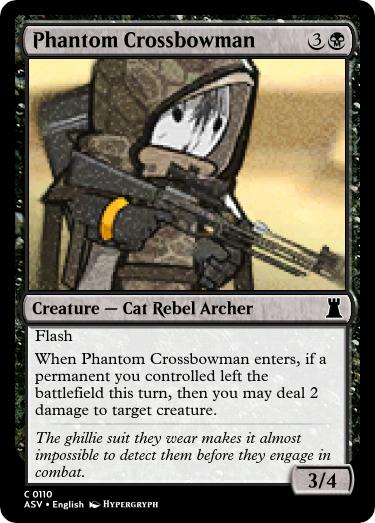 Phantom Crossbowman 3
Creature — Cat Rebel Archer
Flash
When Phantom Crossbowman enters, if a
permanent you controlled left the
battlefield this turn, then you may deal 2
damage to target creature.
The ghillie suit they wear makes it almost
impossible to detect them before they engage in
combat.
3/4
C 0110
ASV • English HYPERGRYPH